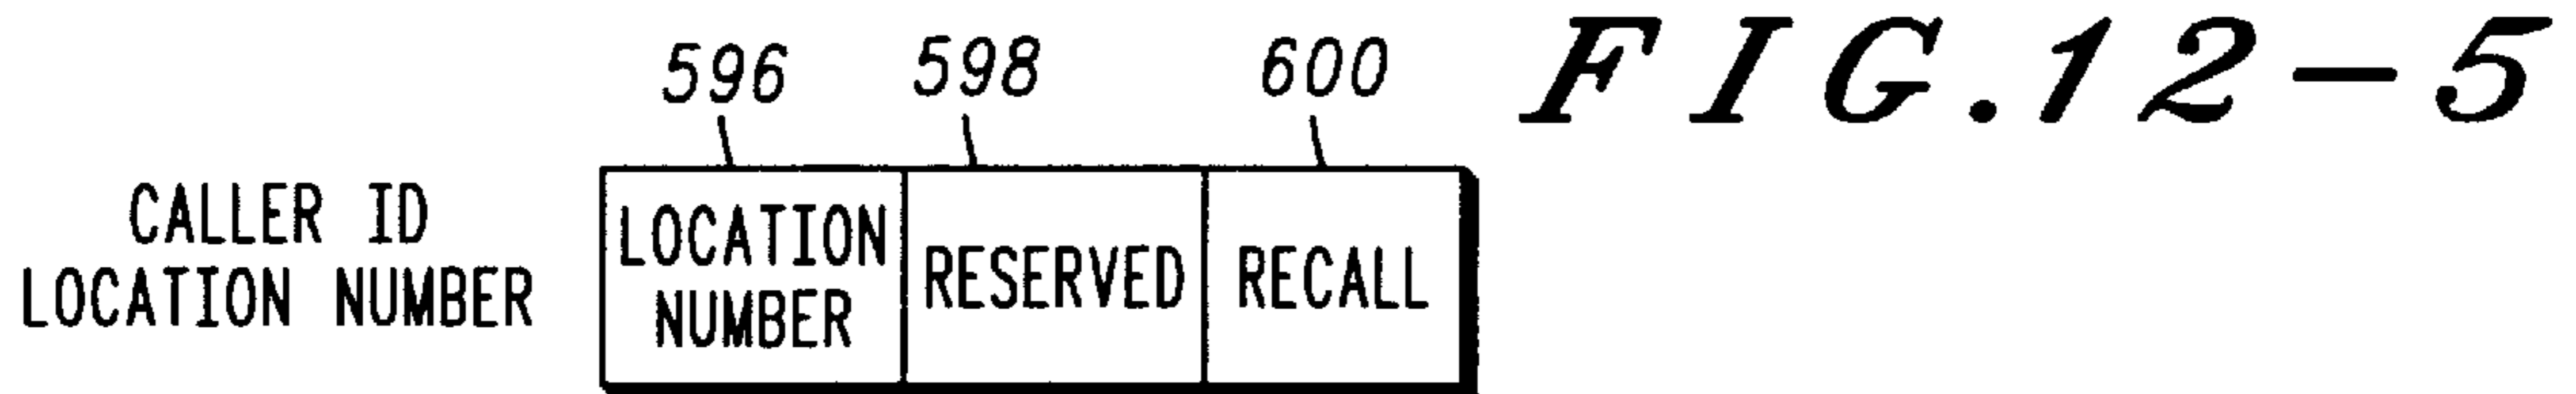 596 598 600 FIG.12-5
CALLER ID
LOCATION NUMBER
LOCATION
NUMBER
RESERVED
RECALL